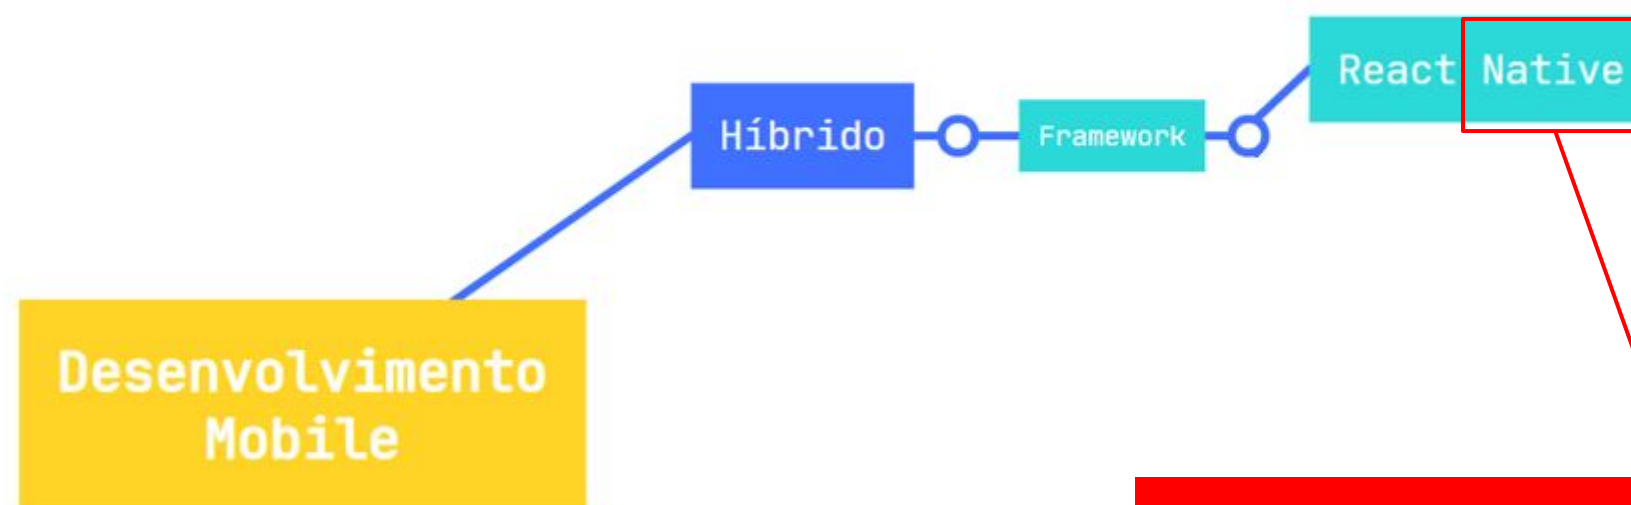 React Native
Híbrido
Framework
Desenvolvimento
Mobile